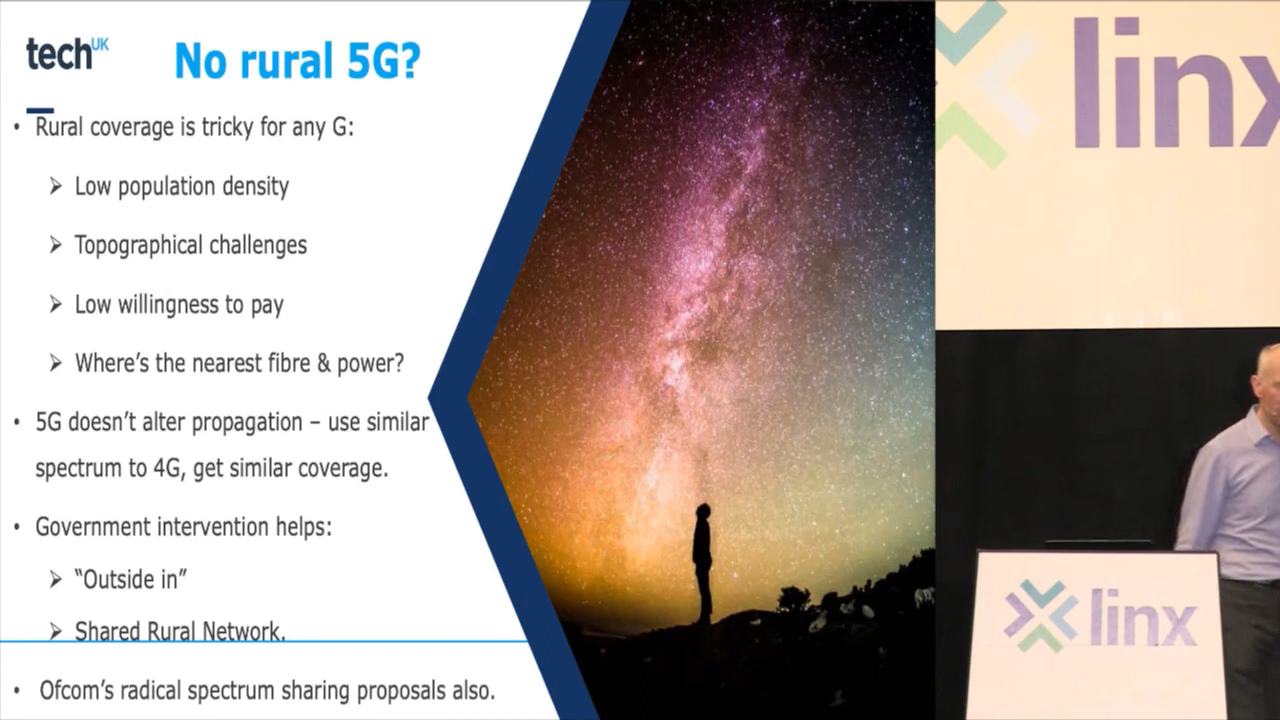 techUK
No rural 5G?
• Rural coverage is tricky for any G:
➢ Low population density
➢ Topographical challenges
➢ Low willingness to pay
➢ Where’s the nearest fibre & power?
• 5G doesn’t alter propagation – use similar
spectrum to 4G, get similar coverage.
• Government intervention helps:
➢ “Outside in”
➢ Shared Rural Network.
• Ofcom’s radical spectrum sharing proposals also.
linx
linx